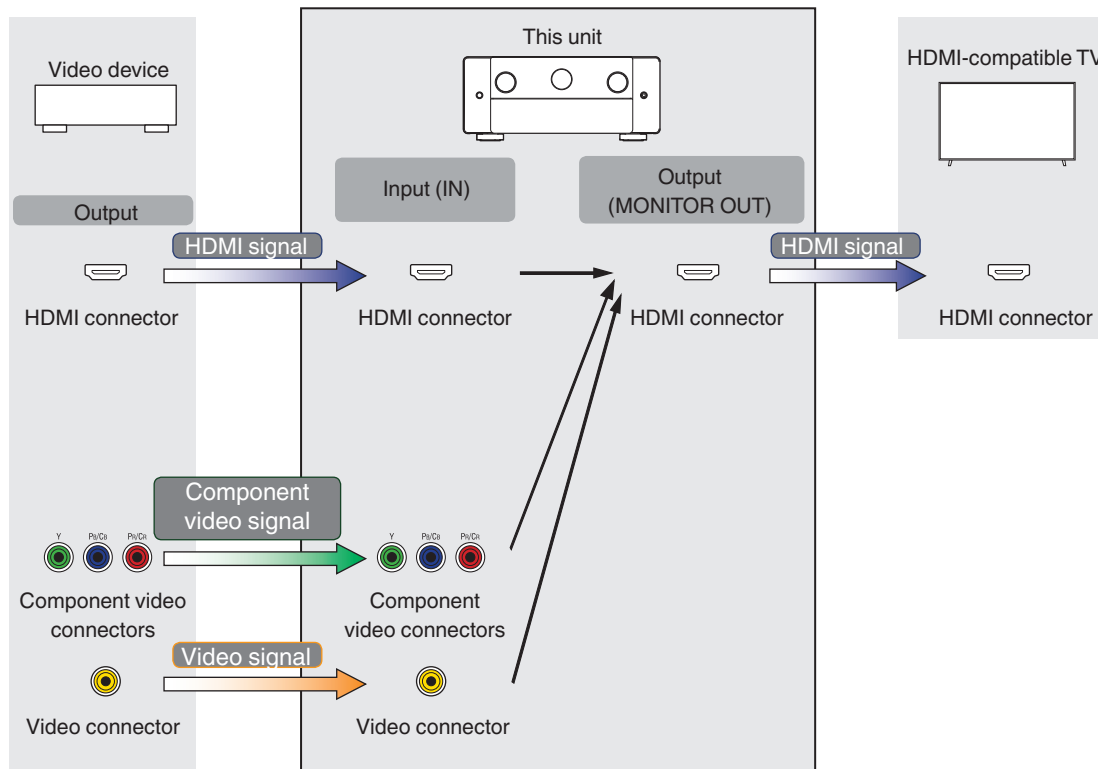 Video device
This unit
HDMI-compatible TV
Output
Input (IN)
Output
(MONITOR OUT)
HDMI signal
HDMI signal
HDMI connector
HDMI connector
HDMI connector
HDMI connector
Component
video signal
Y
PB/CB
PR/CR
Y
PB/CB
PR/CR
Component video
connectors
Component
video connectors
Video signal
Video connector
Video connector